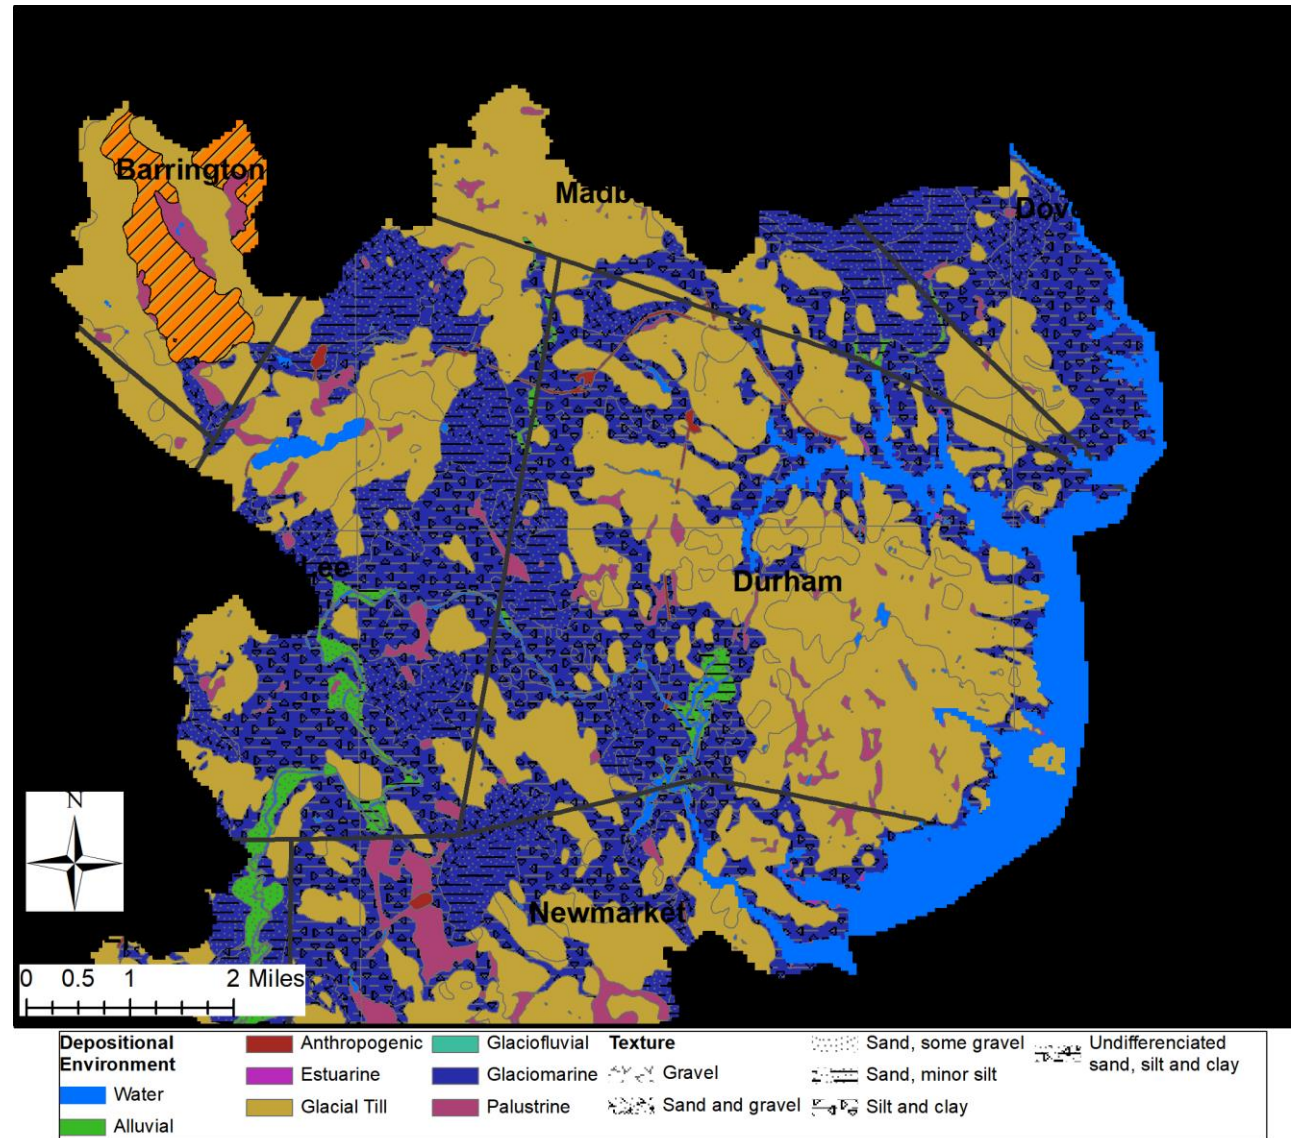 Barrington
Madb
Dov
Lee
Durham
Newmarket
N
0 0.5 1 2 Miles
Depositional Environment
Water
Alluvial
Anthropogenic
Estuarine
Glacial Till
Glaciofluvial
Glaciomarine
Palustrine
Texture
Gravel
Sand and gravel
Sand, some gravel
Sand, minor silt
Silt and clay
Undifferenciated
sand, silt and clay